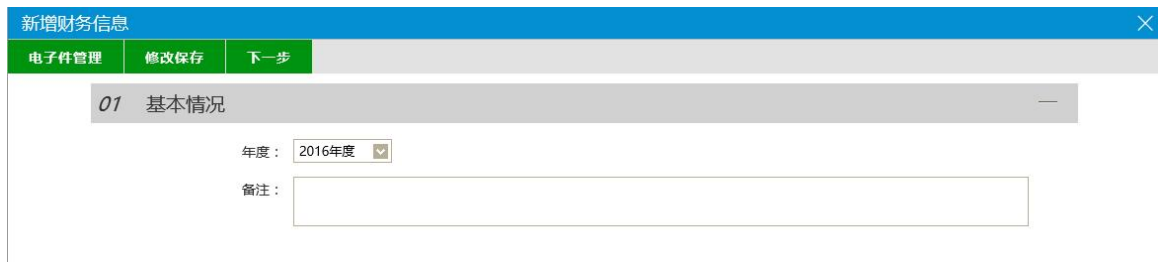 新增财务信息
电子件管理 修改保存 下一步
01 基本情况
年度： 2016年度
备注：